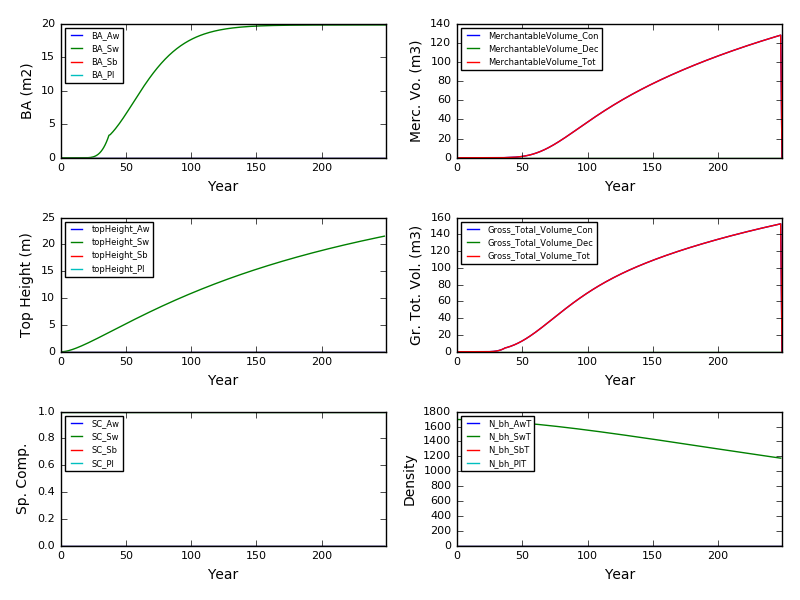 20
15
10
5
0
BA (m2)
BA_Aw
BA_Sw
BA_Sb
BA_Pl
0 50 100 150 200
Year
140
120
100
80
60
40
20
0
Merc. Vo. (m3)
MerchantableVolume_Con
MerchantableVolume_Dec
MerchantableVolume_Tot
0 50 100 150 200
Year
25
20
15
10
5
0
Top Height (m)
topHeight_Aw
topHeight_Sw
topHeight_Sb
topHeight_Pl
0 50 100 150 200
Year
160
140
120
100
80
60
40
20
0
Gr. Tot. Vol. (m3)
Gross_Total_Volume_Con
Gross_Total_Volume_Dec
Gross_Total_Volume_Tot
0 50 100 150 200
Year
1.0
0.8
0.6
0.4
0.2
0.0
Sp. Comp.
SC_Aw
SC_Sw
SC_Sb
SC_Pl
0 50 100 150 200
Year
1800
1600
1400
1200
1000
800
600
400
200
0
Density
N_bh_AwT
N_bh_SwT
N_bh_SbT
N_bh_PlT
0 50 100 150 200
Year